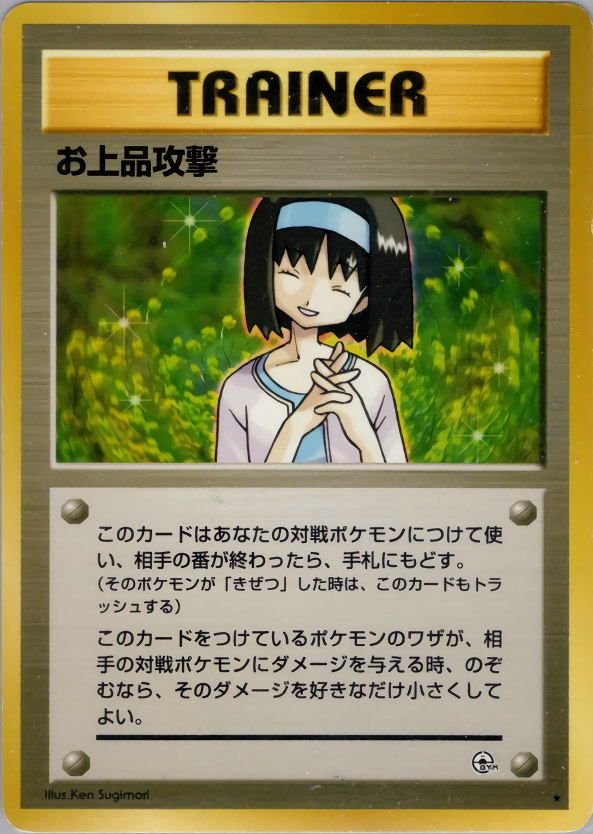 TRAINER
お上品攻撃
このカードはあなたの対戦ポケモンにつけて使
い、相手の番が終わったら、手札にもどす。
（そのポケモンが「きぜつ」した時は、このカードもトラ
ッシュする）
このカードをつけているポケモンのワザが、相
手の対戦ポケモンにダメージを与える時、のぞ
むなら、そのダメージを好きなだけ小さくして
よい。
GYM
Illus.Ken Sugimori
★